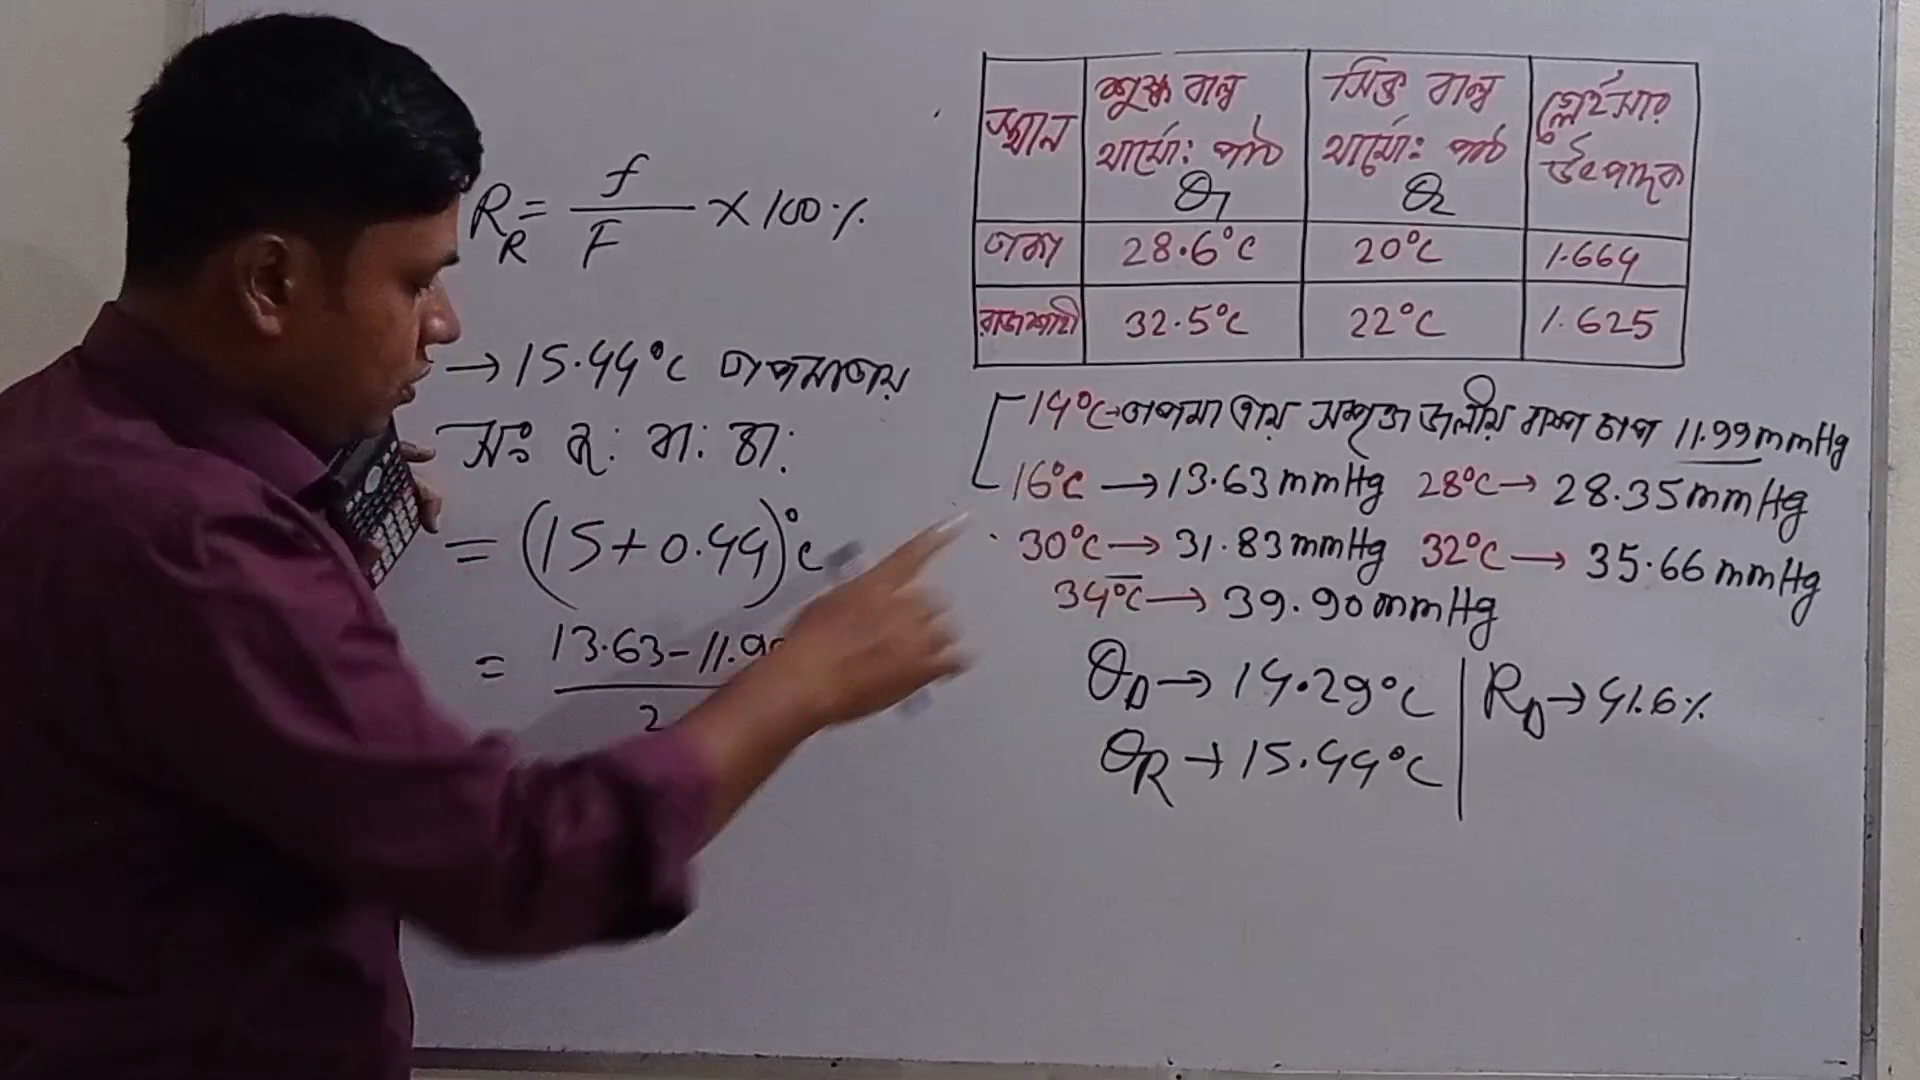 R_R = f/F × 100%
→ 15.44°C তাপমাত্রায়
সঃ জঃ বাঃ চাঃ
= (15 + 0.44)°C
= 13.63 - 11.99
2
স্থান | শুষ্ক বাল্ব থার্মোঃ পাঠ θ1 | সিক্ত বাল্ব থার্মোঃ পাঠ θ2 | গ্লেইসার উৎপাদক
ঢাকা | 28.6°C | 20°C | 1.664
রাজশাহী | 32.5°C | 22°C | 1.625
14°C তাপমাত্রায় সম্পৃক্ত জলীয় বাষ্প চাপ 11.99 mmHg
16°C → 13.63 mmHg 28°C → 28.35 mmHg
30°C → 31.83 mmHg 32°C → 35.66 mmHg
34°C → 39.90 mmHg
θ_D → 14.29°C | R_D → 41.6%
θ_R → 15.44°C